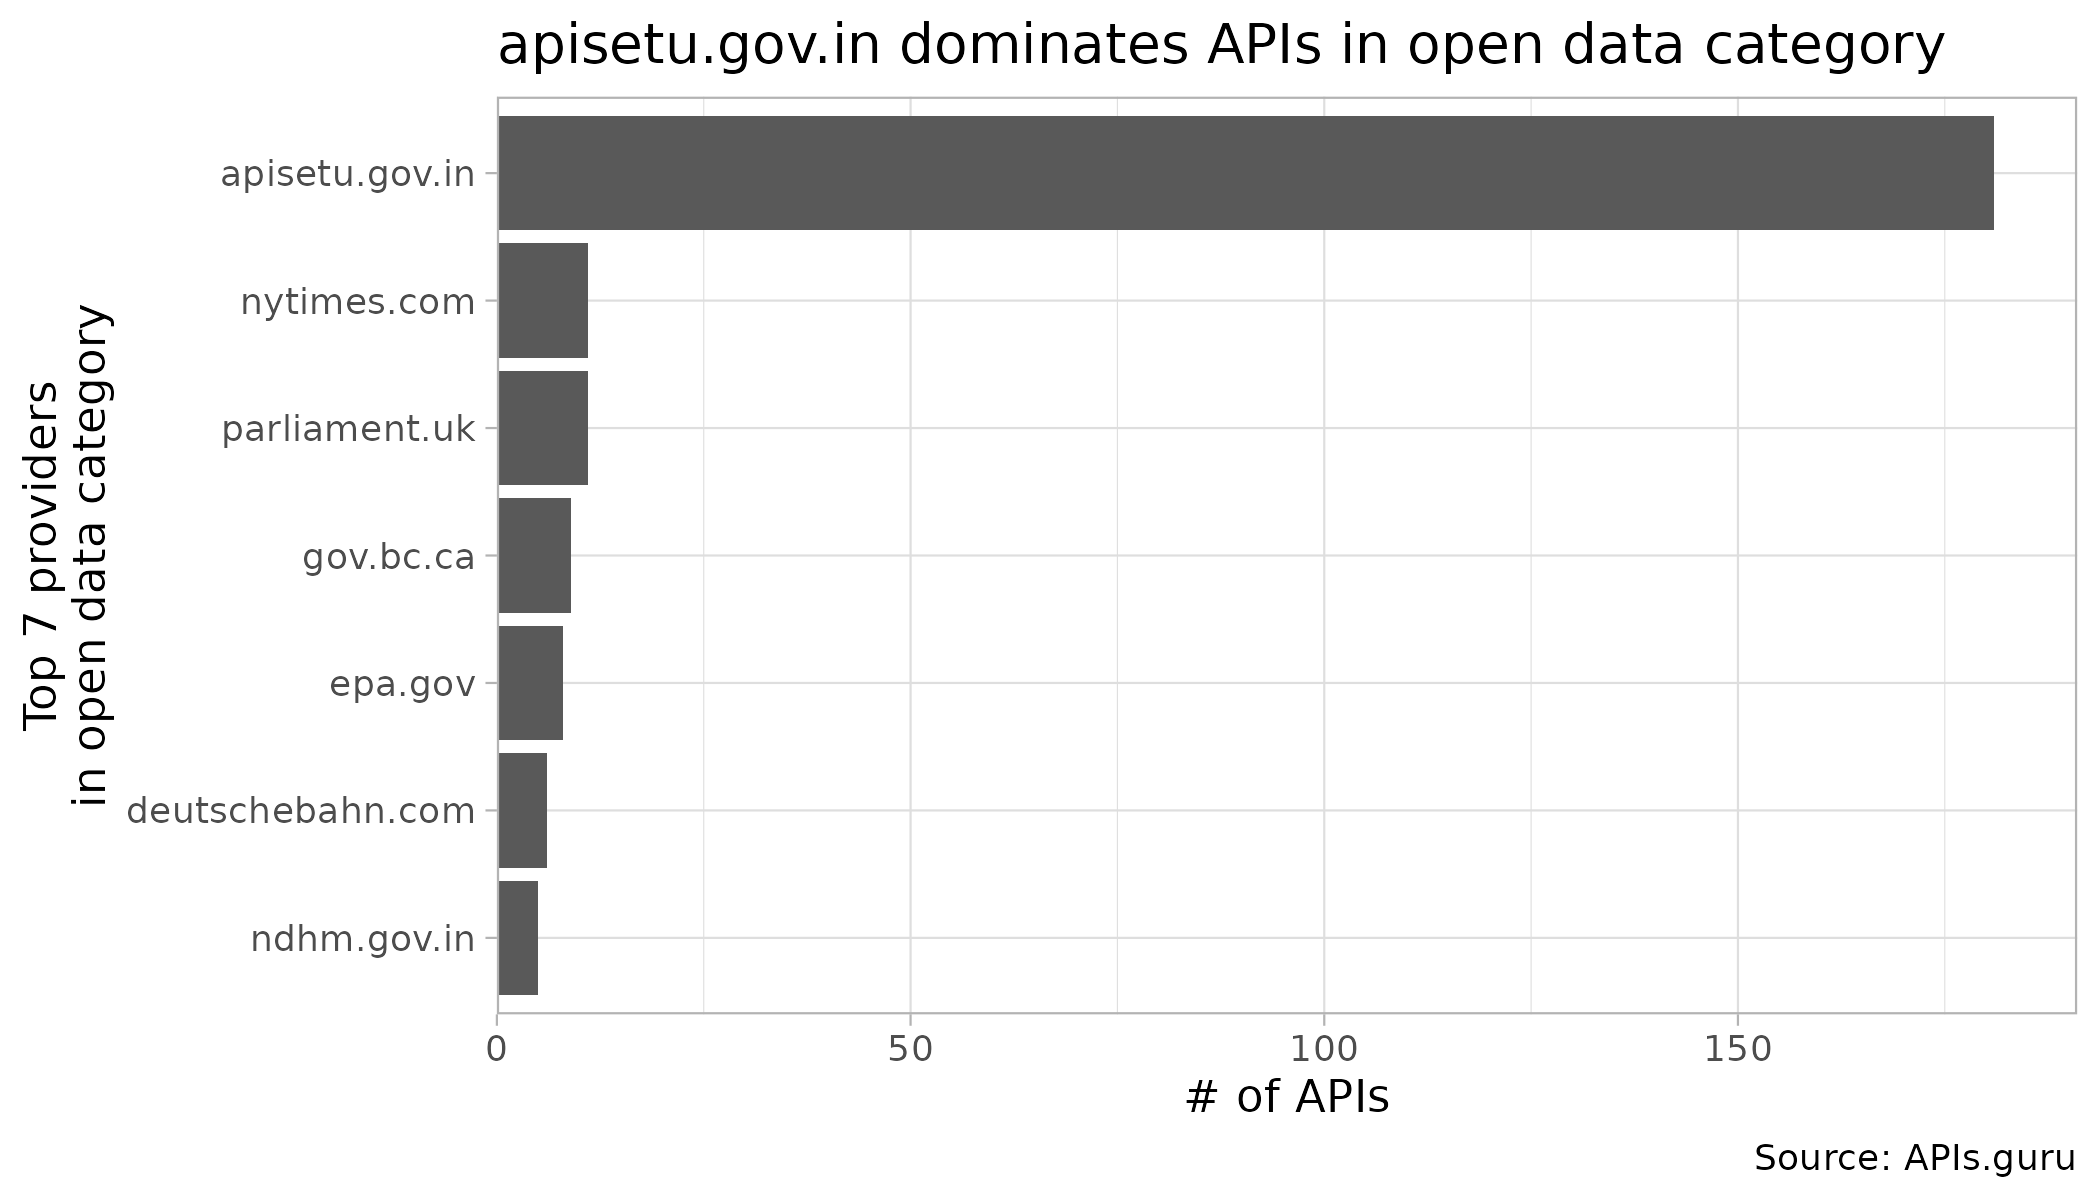 apisetu.gov.in dominates APIs in open data category
Top 7 providers
in open data category
apisetu.gov.in
nytimes.com
parliament.uk
gov.bc.ca
epa.gov
deutschebahn.com
ndhm.gov.in
0
50
100
150
# of APIs
Source: APIs.guru